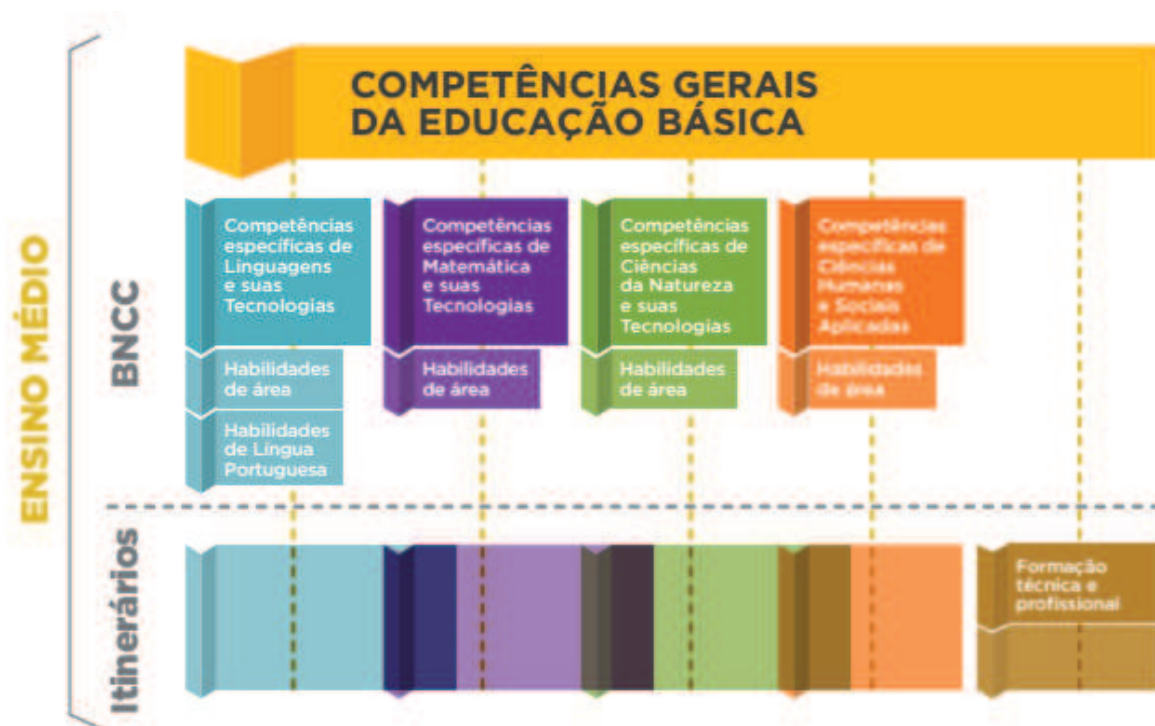 COMPETÊNCIAS GERAIS
DA EDUCAÇÃO BÁSICA
ENSINO MÉDIO
BNCC
Competências
específicas de
Linguagens
e suas
Tecnologias
Habilidades
de área
Habilidades
de Língua
Portuguesa
Competências
específicas de
Matemática
e suas
Tecnologias
Habilidades
de área
Competências
específicas de
Ciências
da Natureza
e suas
Tecnologias
Habilidades
de área
Competências
específicas de
Ciências
Humanas
e Sociais
Aplicadas
Habilidades
de área
Itinerários
Formação
técnica e
profissional